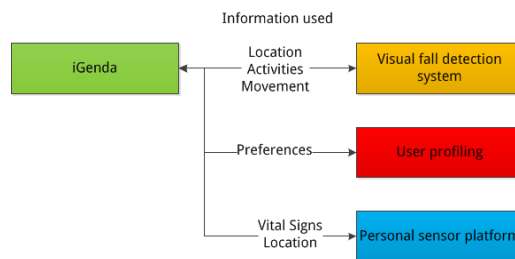 Information used
iGenda
Location
Activities
Movement
Visual fall detection
system
Preferences
User profiling
Vital Signs
Location
Personal sensor platform